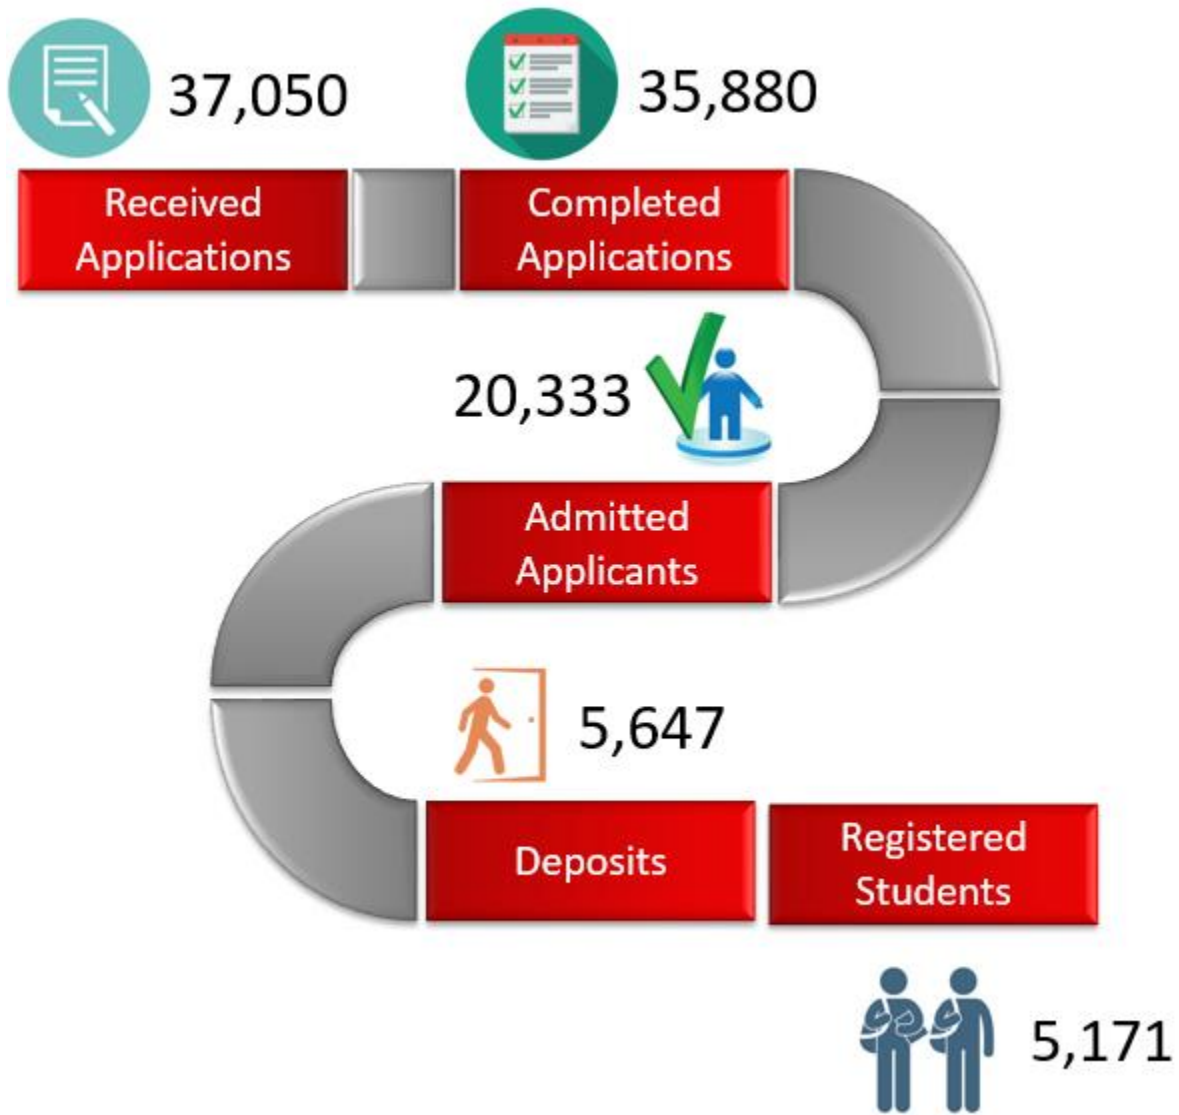 37,050
35,880
Received
Applications
Completed
Applications
20,333
Admitted
Applicants
5,647
Deposits
Registered
Students
5,171